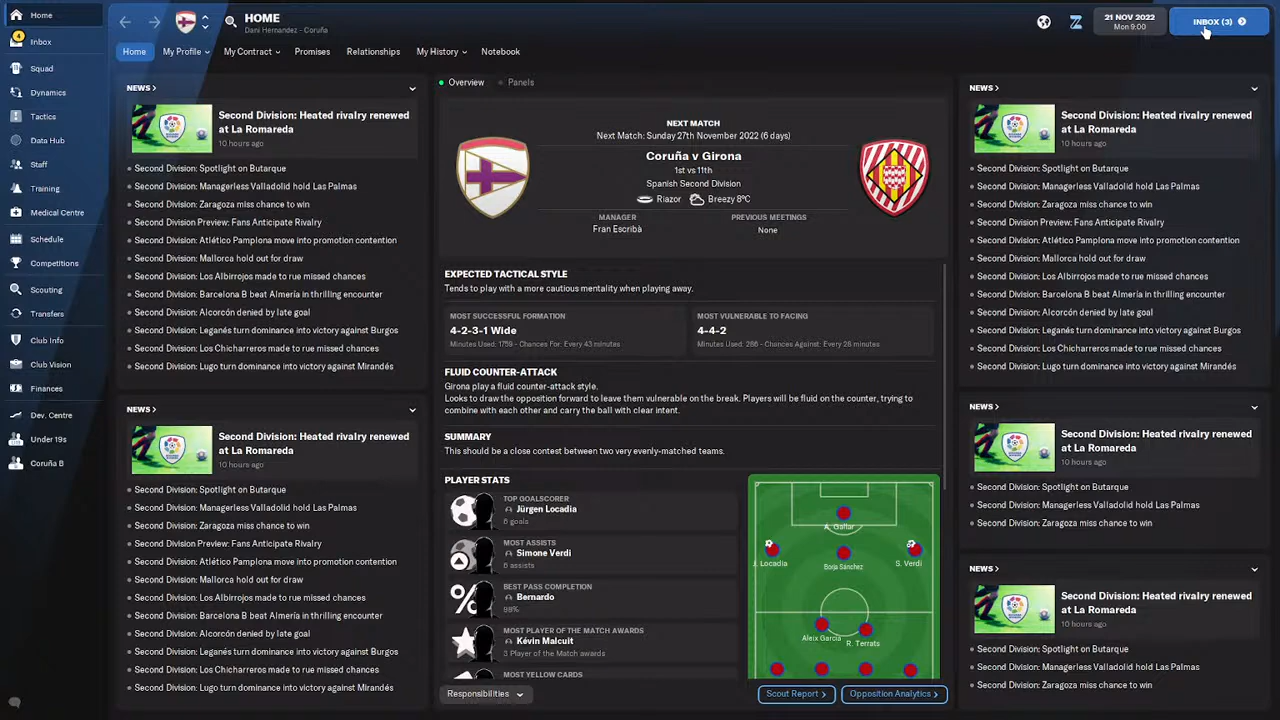 Home
4
Inbox
Squad
Dynamics
Tactics
Data Hub
Staff
Training
Medical Centre
Schedule
Competitions
Scouting
Transfers
Club Info
Club Vision
Finances
Dev. Centre
Under 19s
Coruña B
HOME
Dani Hernandez - Coruña
21 NOV 2022
Mon 9:00
INBOX (3)
Home
My Profile
My Contract
Promises
Relationships
My History
Notebook
NEWS >
Second Division: Heated rivalry renewed
at La Romareda
10 hours ago
Second Division: Spotlight on Butarque
Second Division: Managerless Valladolid hold Las Palmas
Second Division: Zaragoza miss chance to win
Second Division Preview: Fans Anticipate Rivalry
Second Division: Atlético Pamplona move into promotion contention
Second Division: Mallorca hold out for draw
Second Division: Los Albirrojos made to rue missed chances
Second Division: Barcelona B beat Almería in thrilling encounter
Second Division: Alcorcón denied by late goal
Second Division: Leganés turn dominance into victory against Burgos
Second Division: Los Chicharreros made to rue missed chances
Second Division: Lugo turn dominance into victory against Mirandés
NEWS >
Second Division: Heated rivalry renewed
at La Romareda
10 hours ago
Second Division: Spotlight on Butarque
Second Division: Managerless Valladolid hold Las Palmas
Second Division: Zaragoza miss chance to win
Second Division Preview: Fans Anticipate Rivalry
Second Division: Atlético Pamplona move into promotion contention
Second Division: Mallorca hold out for draw
Second Division: Los Albirrojos made to rue missed chances
Second Division: Barcelona B beat Almería in thrilling encounter
Second Division: Alcorcón denied by late goal
Second Division: Leganés turn dominance into victory against Burgos
Second Division: Los Chicharreros made to rue missed chances
Second Division: Lugo turn dominance into victory against Mirandés
Overview
Panels
NEXT MATCH
Next Match: Sunday 27th November 2022 (6 days)
Coruña v Girona
1st vs 11th
Spanish Second Division
Riazor
Breezy 8ºC
MANAGER
Fran Escribà
PREVIOUS MEETINGS
None
EXPECTED TACTICAL STYLE
Tends to play with a more cautious mentality when playing away.
MOST SUCCESSFUL FORMATION
4-2-3-1 Wide
Minutes Used: 1759 - Chances For: Every 43 minutes
MOST VULNERABLE TO FACING
4-4-2
Minutes Used: 266 - Chances Against: Every 26 minutes
FLUID COUNTER-ATTACK
Girona play a fluid counter-attack style.
Looks to draw the opposition forward to leave them vulnerable on the break. Players will be fluid on the counter, trying to
combine with each other and carry the ball with clear intent.
SUMMARY
This should be a close contest between two very evenly-matched teams.
PLAYER STATS
TOP GOALSCORER
Jürgen Locadia
6 goals
MOST ASSISTS
Simone Verdi
6 assists
BEST PASS COMPLETION
Bernardo
98%
MOST PLAYER OF THE MATCH AWARDS
Kévin Malcuit
3 Player of the Match awards
MOST YELLOW CARDS
A. Gallar
J. Locadia
Borja Sánchez
S. Verdi
Aleix García
R. Terrats
Responsibilities
Scout Report >
Opposition Analytics >
NEWS >
Second Division: Heated rivalry renewed
at La Romareda
10 hours ago
Second Division: Spotlight on Butarque
Second Division: Managerless Valladolid hold Las Palmas
Second Division: Zaragoza miss chance to win
Second Division Preview: Fans Anticipate Rivalry
Second Division: Atlético Pamplona move into promotion contention
Second Division: Mallorca hold out for draw
Second Division: Los Albirrojos made to rue missed chances
Second Division: Barcelona B beat Almería in thrilling encounter
Second Division: Alcorcón denied by late goal
Second Division: Leganés turn dominance into victory against Burgos
Second Division: Los Chicharreros made to rue missed chances
Second Division: Lugo turn dominance into victory against Mirandés
NEWS >
Second Division: Heated rivalry renewed
at La Romareda
10 hours ago
Second Division: Spotlight on Butarque
Second Division: Managerless Valladolid hold Las Palmas
Second Division: Zaragoza miss chance to win
NEWS >
Second Division: Heated rivalry renewed
at La Romareda
10 hours ago
Second Division: Spotlight on Butarque
Second Division: Managerless Valladolid hold Las Palmas
Second Division: Zaragoza miss chance to win